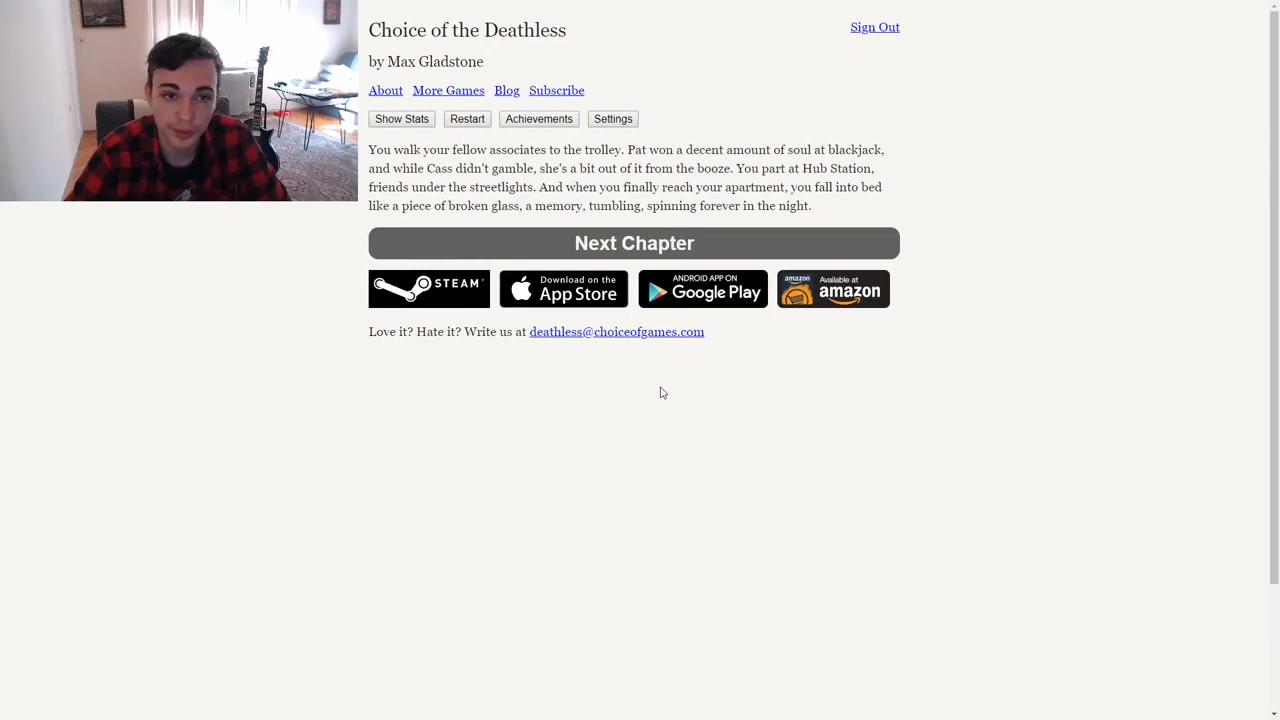 Choice of the Deathless
Sign Out
by Max Gladstone
About More Games Blog Subscribe
Show Stats Restart Achievements Settings
You walk your fellow associates to the trolley. Pat won a decent amount of soul at blackjack,
and while Cass didn't gamble, she's a bit out of it from the booze. You part at Hub Station,
friends under the streetlights. And when you finally reach your apartment, you fall into bed
like a piece of broken glass, a memory, tumbling, spinning forever in the night.
Next Chapter
STEAM
Download on the
App Store
ANDROID APP ON
Google Play
amazon
Available at
amazon
Love it? Hate it? Write us at deathless@choiceofgames.com